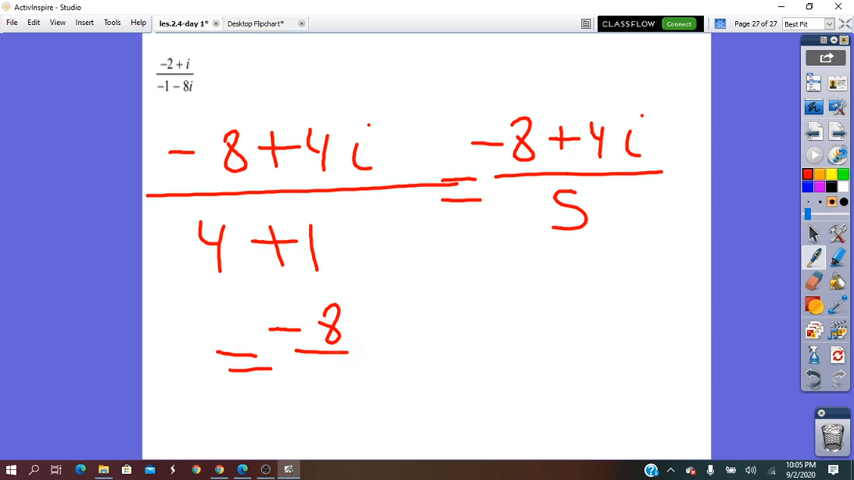 ActivInspire - Studio
File Edit View Insert Tools Help
les.2.4-day 1* Desktop Flipchart* CLASSFLOW Connect Page 27 of 27 Best Fit
-2 + i
-1 - 8i
- 8 + 4 i = - 8 + 4 i
4 + 1 5
= - 8
10:05 PM
9/2/2020